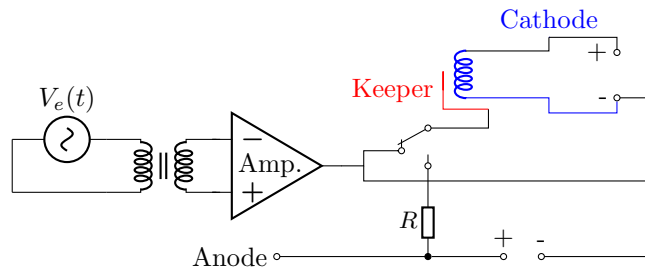 Cathode
+
Keeper
-
V_e(t)
−
Amp.
+
R
+ -
Anode